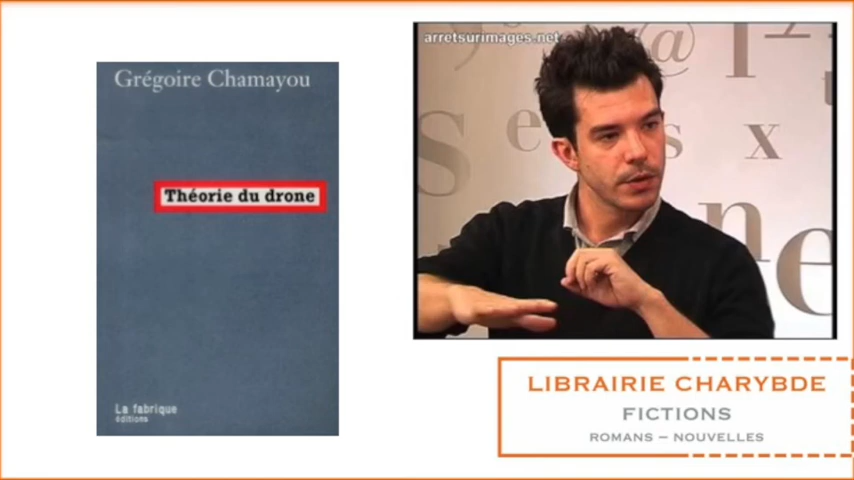 Grégoire Chamayou
Théorie du drone
La fabrique
éditions
arretsurimages.net
LIBRAIRIE CHARYBDE
FICTIONS
ROMANS – NOUVELLES